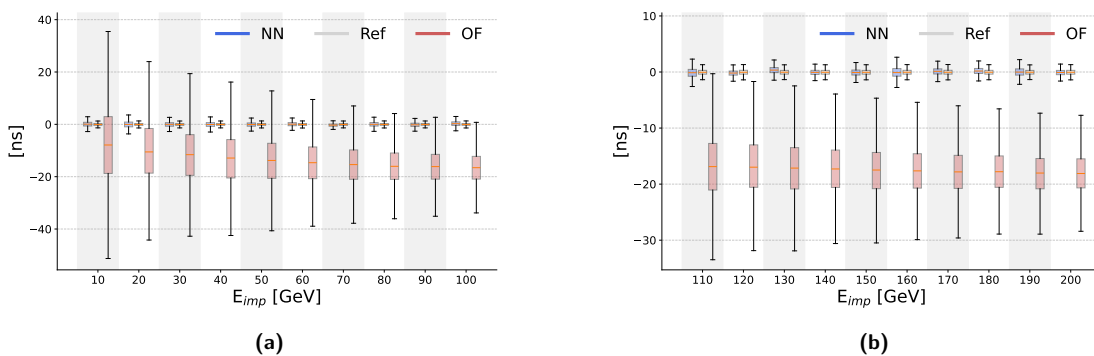 40
20
0
−20
−40
[ns]
NN Ref OF
10 20 30 40 50 60 70 80 90 100
E_imp [GeV]
(a)
10
0
−10
−20
−30
[ns]
NN Ref OF
110 120 130 140 150 160 170 180 190 200
E_imp [GeV]
(b)